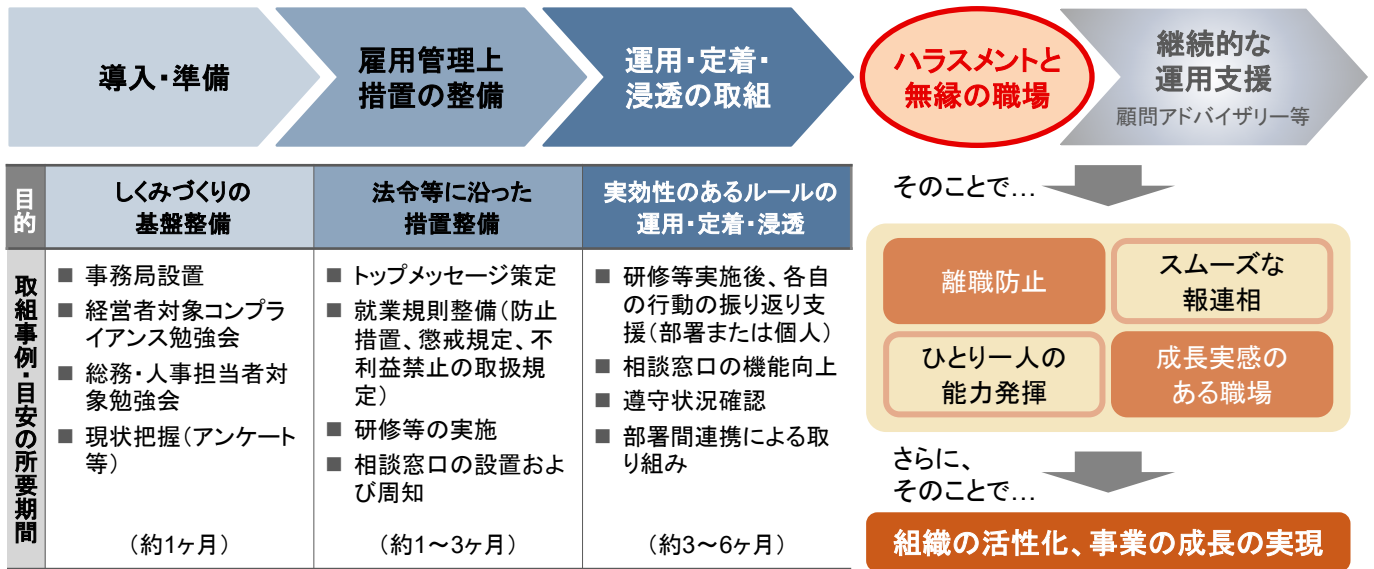 導入・準備
雇用管理上
措置の整備
運用・定着・
浸透の取組
ハラスメントと
無縁の職場
継続的な
運用支援
顧問アドバイザリー等
目的
しくみづくりの
基盤整備
法令等に沿った
措置整備
実効性のあるルールの
運用・定着・浸透
取組事例・目安の所要期間
■ 事務局設置
■ 経営者対象コンプラ
イアンス勉強会
■ 総務・人事担当者対
象勉強会
■ 現状把握（アンケート
等）
（約1ヶ月）
■ トップメッセージ策定
■ 就業規則整備（防止
措置、懲戒規定、不
利益禁止の取扱規
定）
■ 研修等の実施
■ 相談窓口の設置およ
び周知
（約1～3ヶ月）
■ 研修等実施後、各自
の行動の振り返り支
援（部署または個人）
■ 相談窓口の機能向上
■ 遵守状況確認
■ 部署間連携による取
り組み
（約3～6ヶ月）
そのことで…
離職防止
スムーズな
報連相
ひとり一人の
能力発揮
成長実感の
ある職場
さらに、
そのことで…
組織の活性化、事業の成長の実現